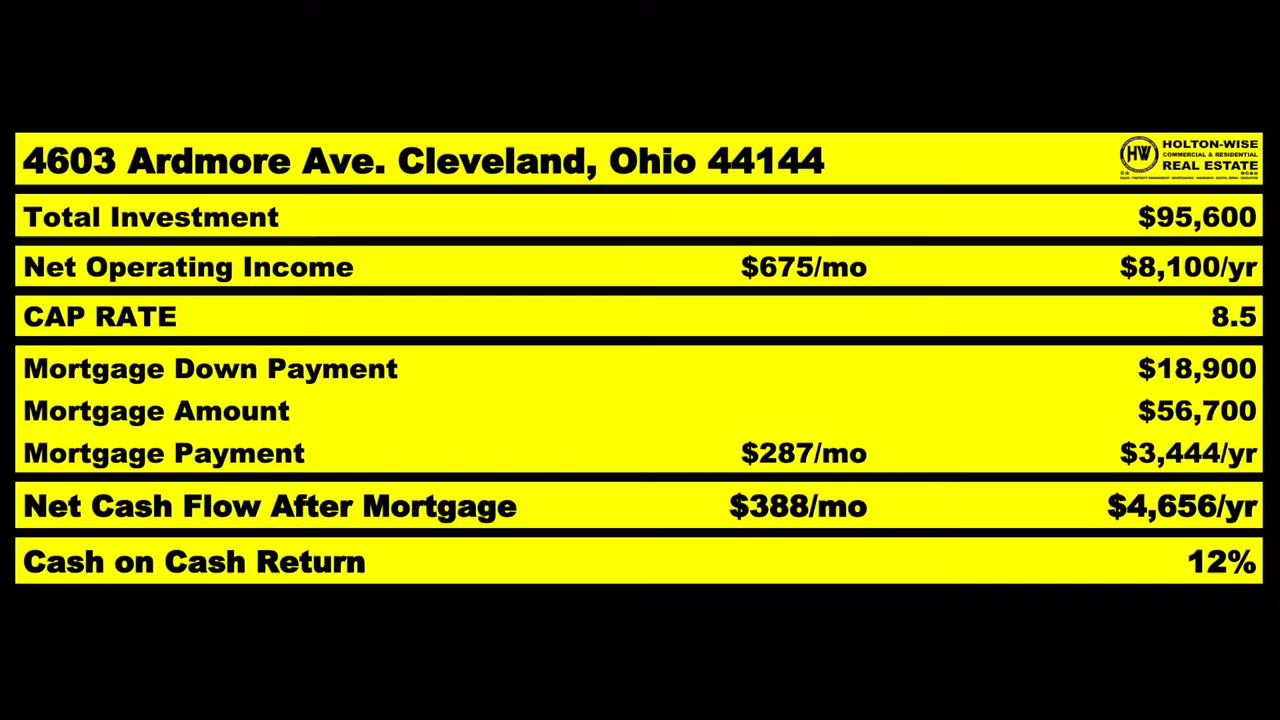 4603 Ardmore Ave. Cleveland, Ohio 44144
HW
HOLTON-WISE
COMMERCIAL & RESIDENTIAL
REAL ESTATE
Total Investment $95,600
Net Operating Income $675/mo $8,100/yr
CAP RATE 8.5
Mortgage Down Payment $18,900
Mortgage Amount $56,700
Mortgage Payment $287/mo $3,444/yr
Net Cash Flow After Mortgage $388/mo $4,656/yr
Cash on Cash Return 12%